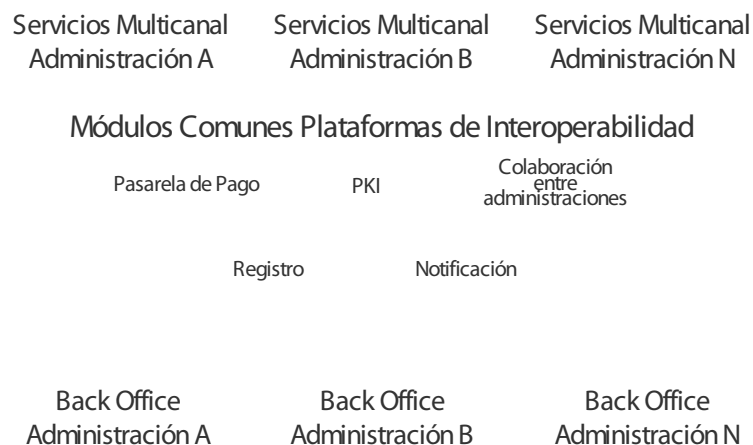 Servicios Multicanal Servicios Multicanal Servicios Multicanal
Administración A Administración B Administración N
Módulos Comunes Plataformas de Interoperabilidad
Colaboración
Pasarela de Pago PKI entre
administraciones
Registro Notificación
Back Office Back Office Back Office
Administración A Administración B Administración N